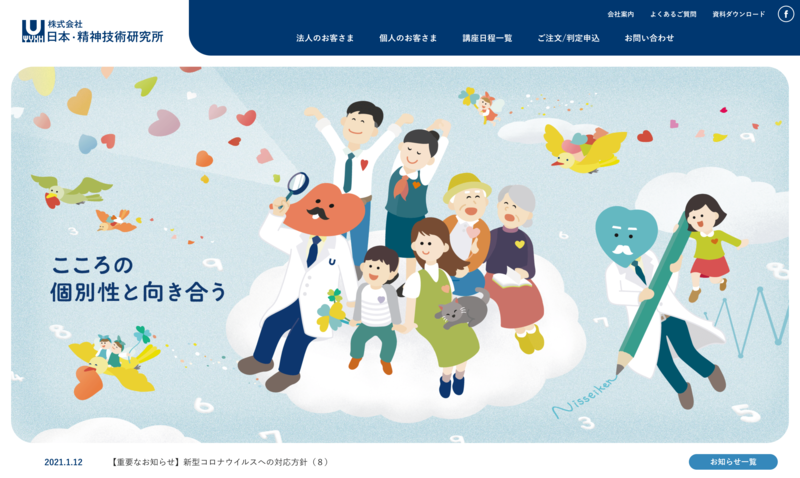 株式会社
日本・精神技術研究所
会社案内 よくあるご質問 資料ダウンロード
法人のお客さま 個人のお客さま 講座日程一覧 ご注文/判定申込 お問い合わせ
こころの
個別性と向き合う
Nisseiken
2021.1.12 【重要なお知らせ】新型コロナウイルスへの対応方針（８） お知らせ一覧